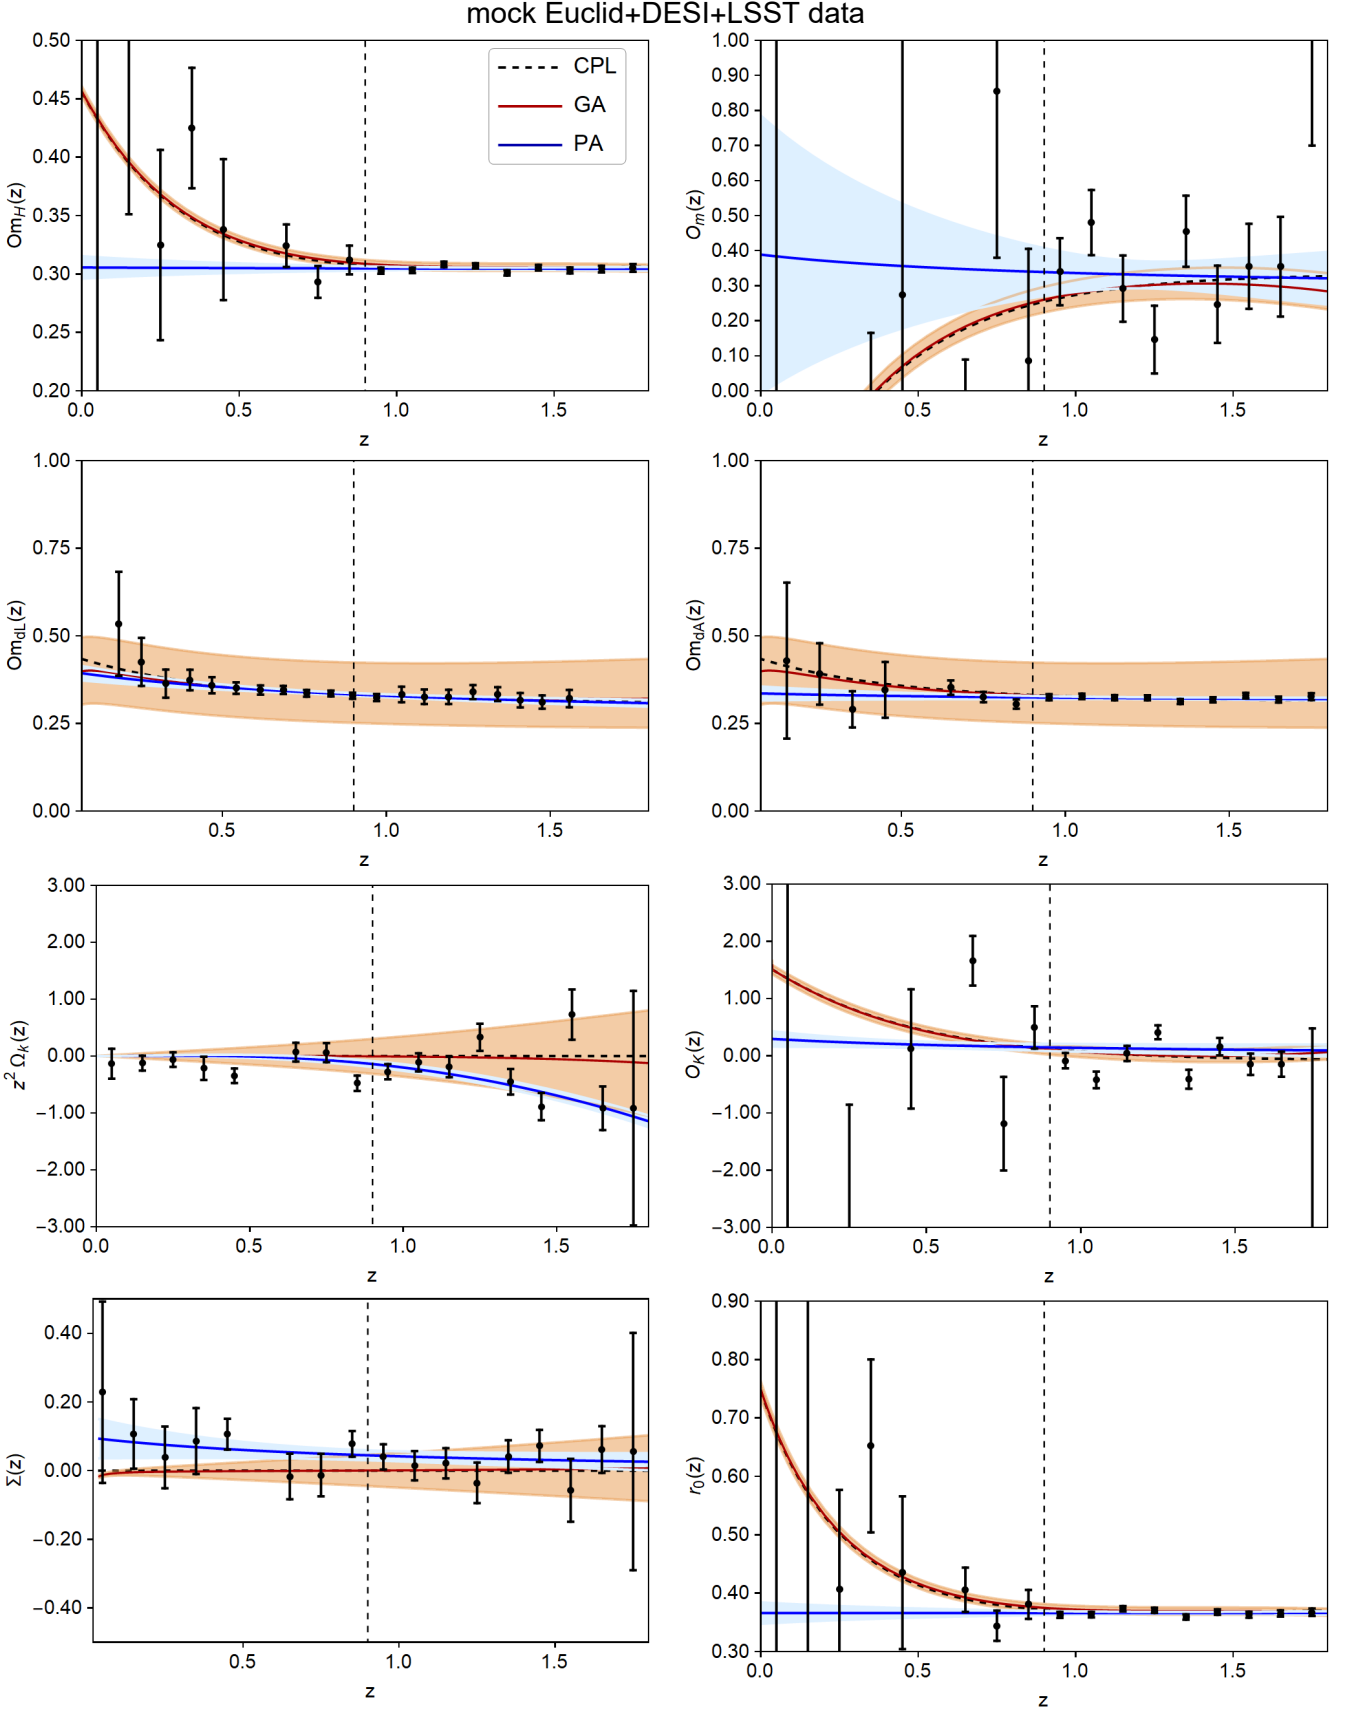 mock Euclid+DESI+LSST data
0.50
0.45
0.40
0.35
0.30
0.25
0.20
Om_H(z)
CPL
GA
PA
0.0 0.5 1.0 1.5
z
1.00
0.90
0.80
0.70
0.60
0.50
0.40
0.30
0.20
0.10
0.00
O_m(z)
0.0 0.5 1.0 1.5
z
1.00
0.75
0.50
0.25
0.00
Om_dL(z)
0.5 1.0 1.5
z
1.00
0.75
0.50
0.25
0.00
Om_dA(z)
0.5 1.0 1.5
z
3.00
2.00
1.00
0.00
−1.00
−2.00
−3.00
z² Ω_k(z)
0.0 0.5 1.0 1.5
z
3.00
2.00
1.00
0.00
−1.00
−2.00
−3.00
O_K(z)
0.0 0.5 1.0 1.5
z
0.40
0.20
0.00
−0.20
−0.40
Σ(z)
0.5 1.0 1.5
z
0.90
0.80
0.70
0.60
0.50
0.40
0.30
r_0(z)
0.0 0.5 1.0 1.5
z